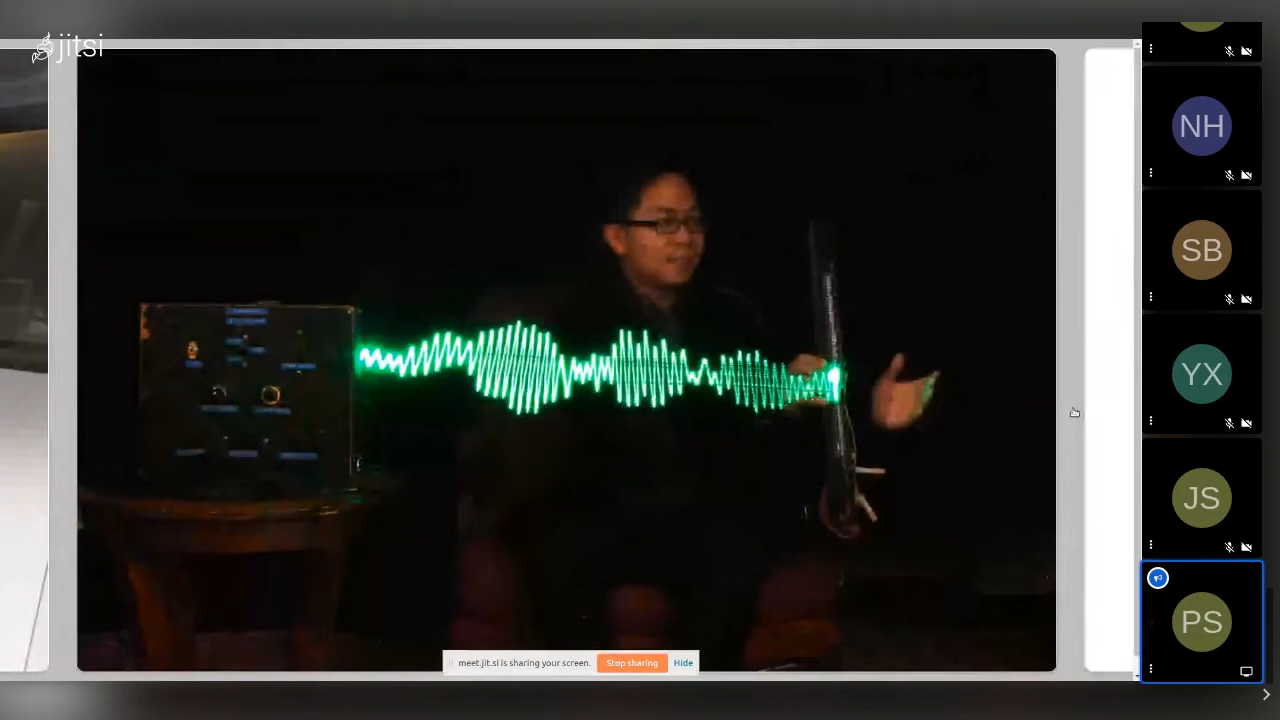 jitsi
NH
SB
YX
JS
PS
meet.jit.si is sharing your screen.
Stop sharing
Hide